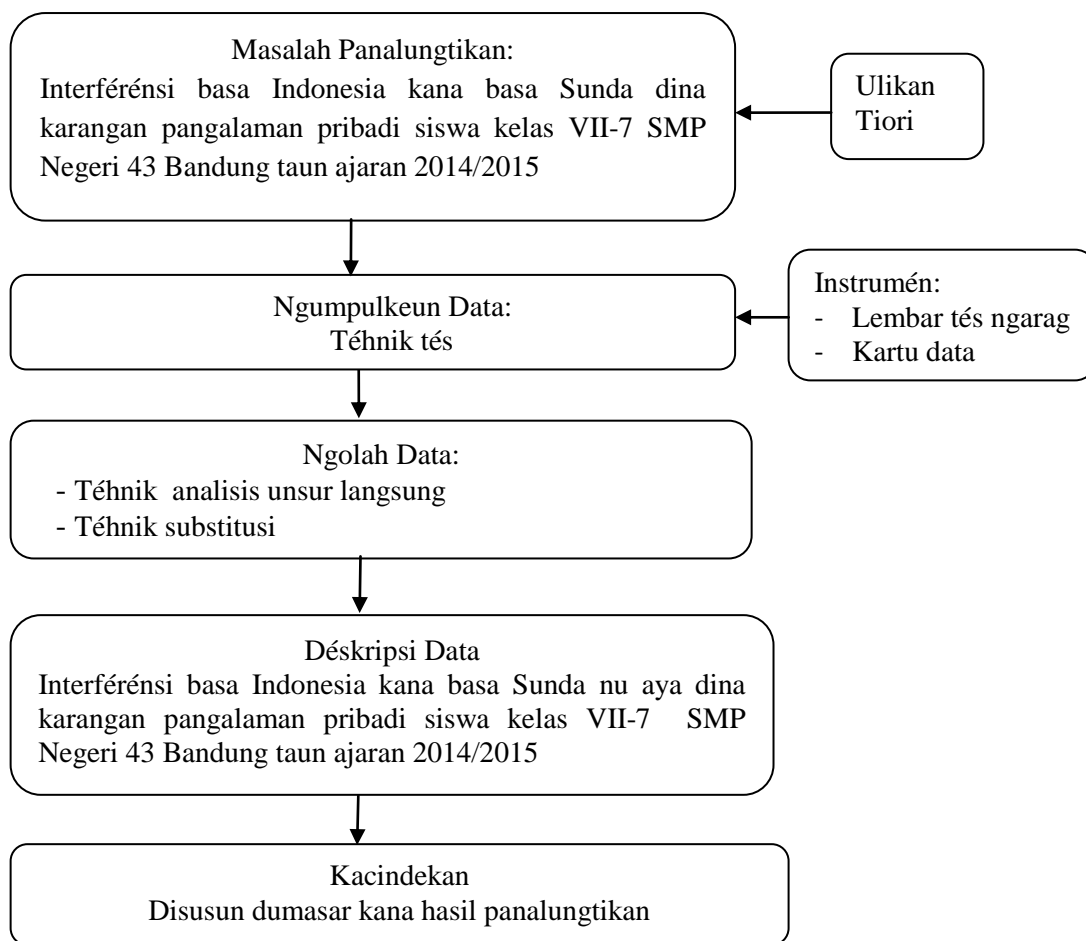 Masalah Panalungtikan:
Interférénsi basa Indonesia kana basa Sunda dina
karangan pangalaman pribadi siswa kelas VII-7 SMP
Negeri 43 Bandung taun ajaran 2014/2015
Ulikan
Tiori
Ngumpulkeun Data:
Téhnik tés
Instrumén:
- Lembar tés ngarag
- Kartu data
Ngolah Data:
- Téhnik analisis unsur langsung
- Téhnik substitusi
Déskripsi Data
Interférénsi basa Indonesia kana basa Sunda nu aya dina
karangan pangalaman pribadi siswa kelas VII-7 SMP
Negeri 43 Bandung taun ajaran 2014/2015
Kacindekan
Disusun dumasar kana hasil panalungtikan